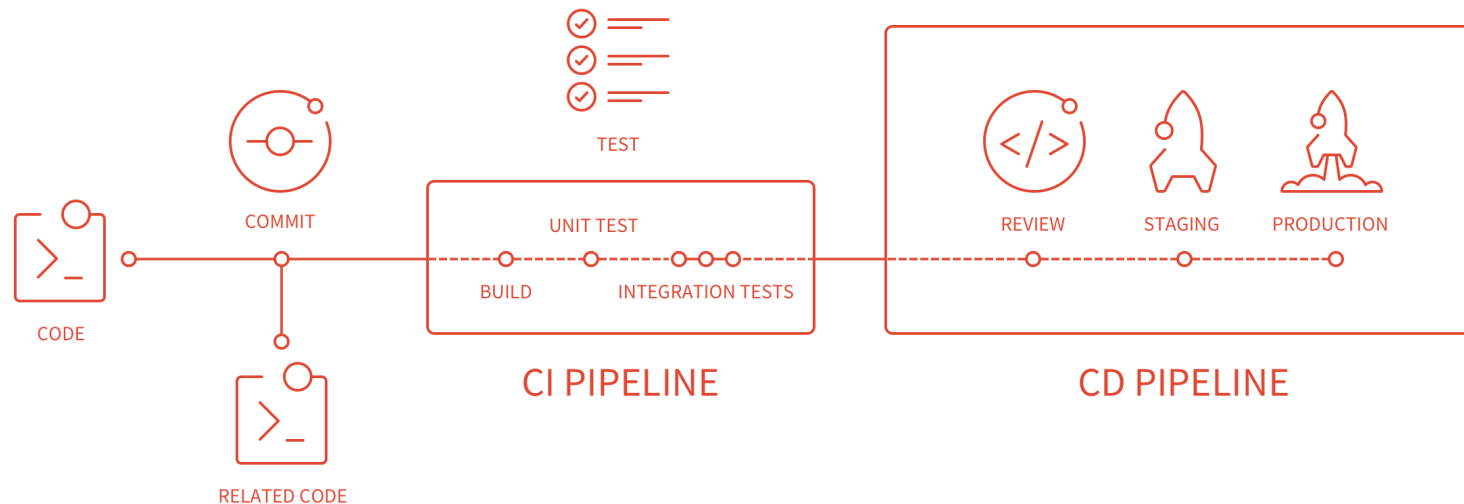 TEST
COMMIT
UNIT TEST
REVIEW
STAGING
PRODUCTION
BUILD
INTEGRATION TESTS
CODE
CI PIPELINE
CD PIPELINE
RELATED CODE